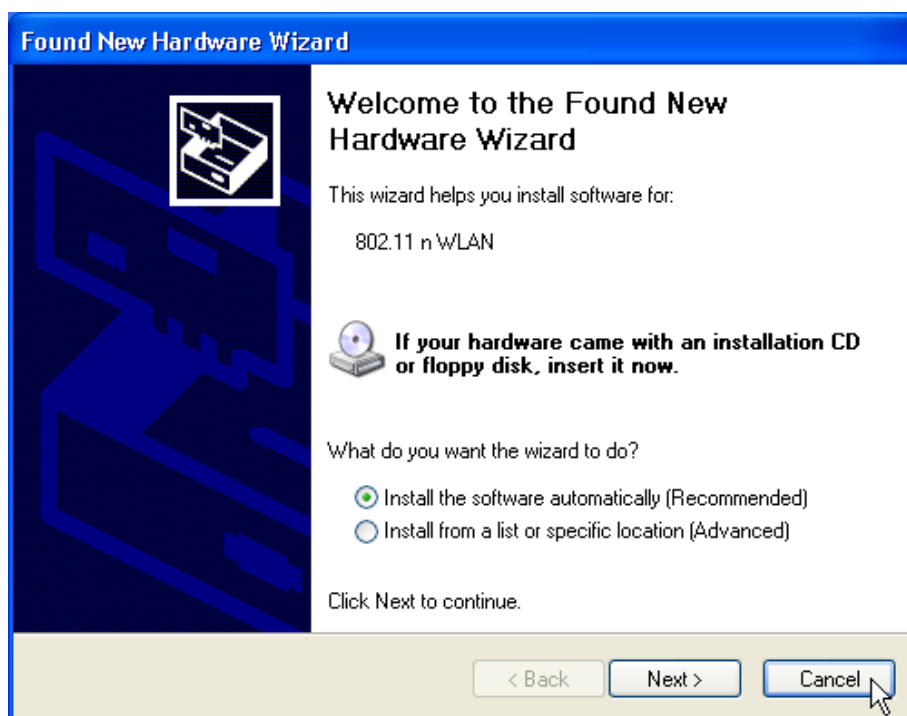 Found New Hardware Wizard
Welcome to the Found New
Hardware Wizard
This wizard helps you install software for:
802.11 n WLAN
If your hardware came with an installation CD
or floppy disk, insert it now.
What do you want the wizard to do?
Install the software automatically (Recommended)
Install from a list or specific location (Advanced)
Click Next to continue.
< Back
Next >
Cancel